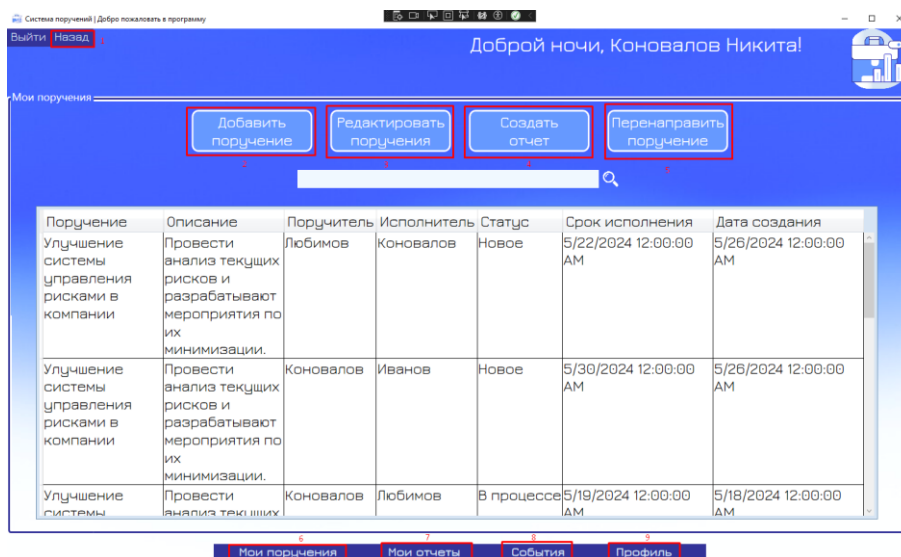 Система поручений | Добро пожаловать в программу
Выйти Назад 1
Доброй ночи, Коновалов Никита!
Мои поручения
Добавить поручение
Редактировать поручения
Создать отчет
Перенаправить поручение
Поручение Описание Поручитель Исполнитель Статус Срок исполнения Дата создания
Улучшение Провести Любимов Коновалов Новое 5/22/2024 12:00:00 5/26/2024 12:00:00
системы анализ текущих AM AM
управления рисков и
рисками в разрабатывают
компании мероприятия по
их
минимизации.
Улучшение Провести Коновалов Иванов Новое 5/30/2024 12:00:00 5/26/2024 12:00:00
системы анализ текущих AM AM
управления рисков и
рисками в разрабатывают
компании мероприятия по
их
минимизации.
Улучшение Провести Коновалов Любимов В процессе 5/19/2024 12:00:00 5/18/2024 12:00:00
системы анализ текущих AM AM
6 7 8 9
Мои поручения Мои отчеты События Профиль